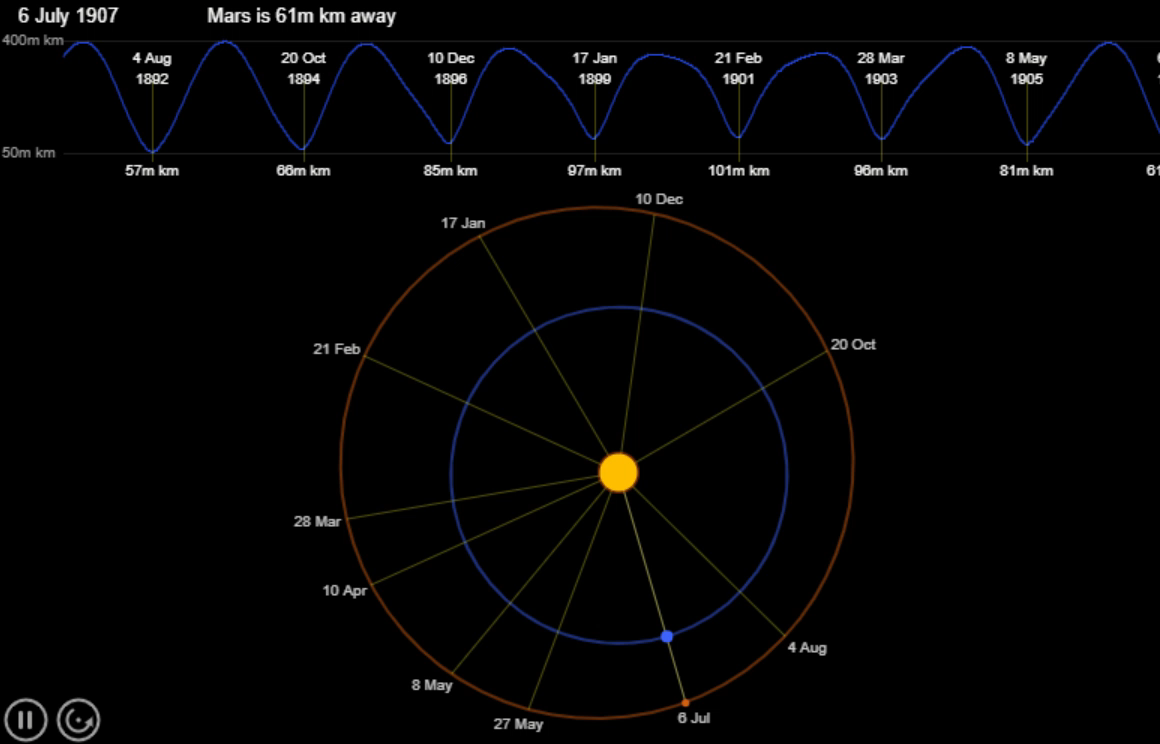 6 July 1907 Mars is 61m km away
400m km
4 Aug 20 Oct 10 Dec 17 Jan 21 Feb 28 Mar 8 May
1892 1894 1896 1899 1901 1903 1905
50m km
57m km 66m km 85m km 97m km 101m km 96m km 81m km 61
10 Dec
17 Jan
20 Oct
21 Feb
28 Mar
10 Apr
4 Aug
8 May
6 Jul
27 May